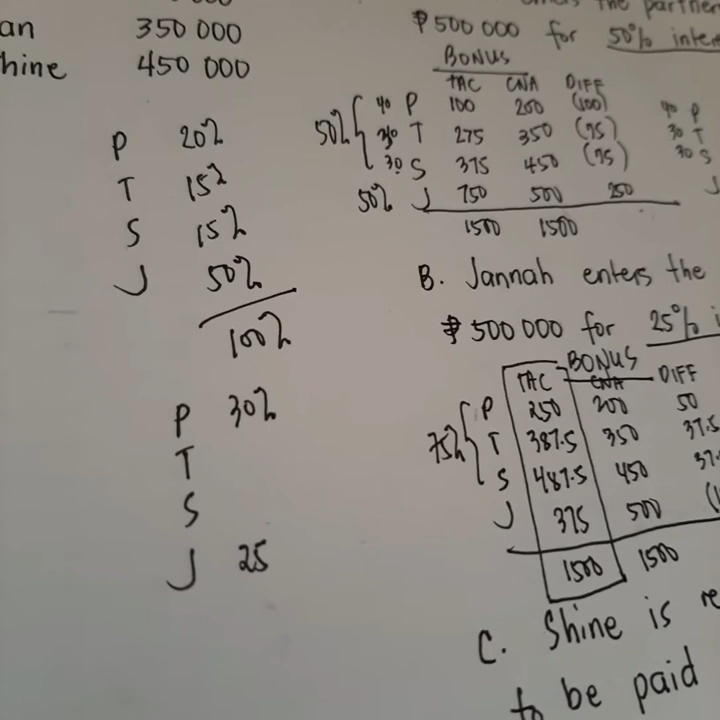 an 350 000
hine 450 000
P 20%
T 15%
S 15%
J 50%
100%
P 30%
T
S
J 25
the partner
₱500 000 for 50% inter
BONUS
TAC CNA DIFF
40 P 100 200 (100)
50% 30 T 275 350 (75)
30 S 375 450 (75)
50% J 750 500 250
1500 1500
40 P
30 T
30 S
J
B. Jannah enters the
₱500 000 for 25% i
BONUS
TAC CNA DIFF
P 250 200 50
75% T 387.5 350 37.5
S 487.5 450 37.
J 375 500 (1
1500 1500
C. Shine is re
to be paid